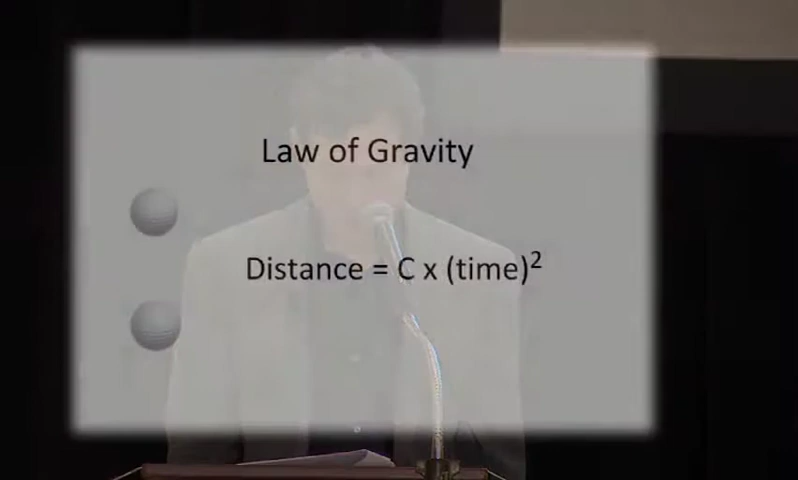 Law of Gravity
Distance = C x (time)²